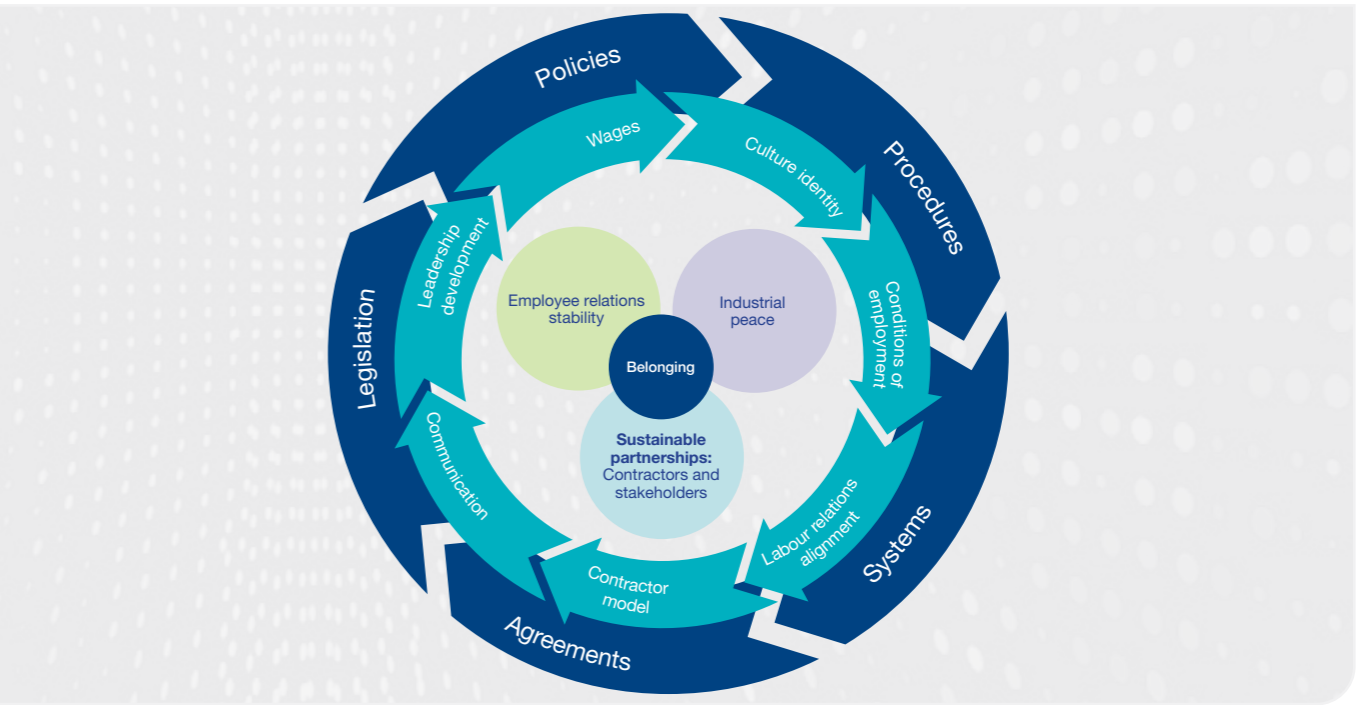 Policies
Procedures
Systems
Agreements
Legislation
Wages
Culture identity
Conditions of
employment
Labour relations
alignment
Contractor
model
Communication
Leadership
development
Employee relations
stability
Industrial
peace
Belonging
Sustainable
partnerships:
Contractors and
stakeholders